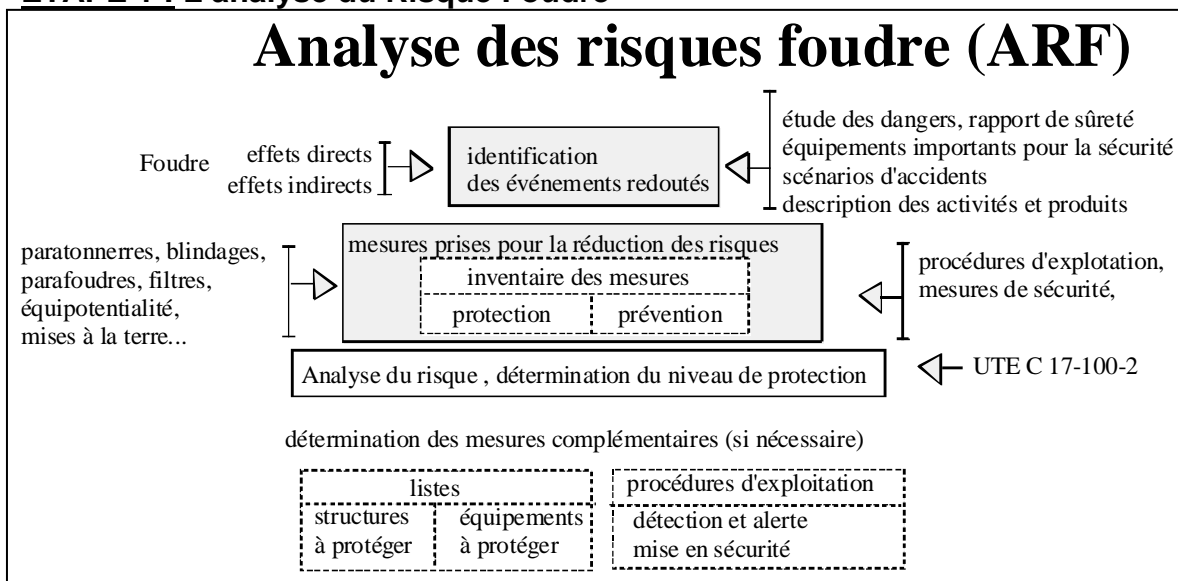 ETAPE 1 : L'analyse du Risque Foudre
Analyse des risques foudre (ARF)
Foudre
effets directs
effets indirects
identification
des événements redoutés
étude des dangers, rapport de sûreté
équipements importants pour la sécurité
scénarios d'accidents
description des activités et produits
paratonnerres, blindages,
parafoudres, filtres,
équipotentialité,
mises à la terre...
mesures prises pour la réduction des risques
inventaire des mesures
protection
prévention
procédures d'explotation,
mesures de sécurité,
Analyse du risque , détermination du niveau de protection
UTE C 17-100-2
détermination des mesures complémentaires (si nécessaire)
listes
structures
à protéger
équipements
à protéger
procédures d'exploitation
détection et alerte
mise en sécurité